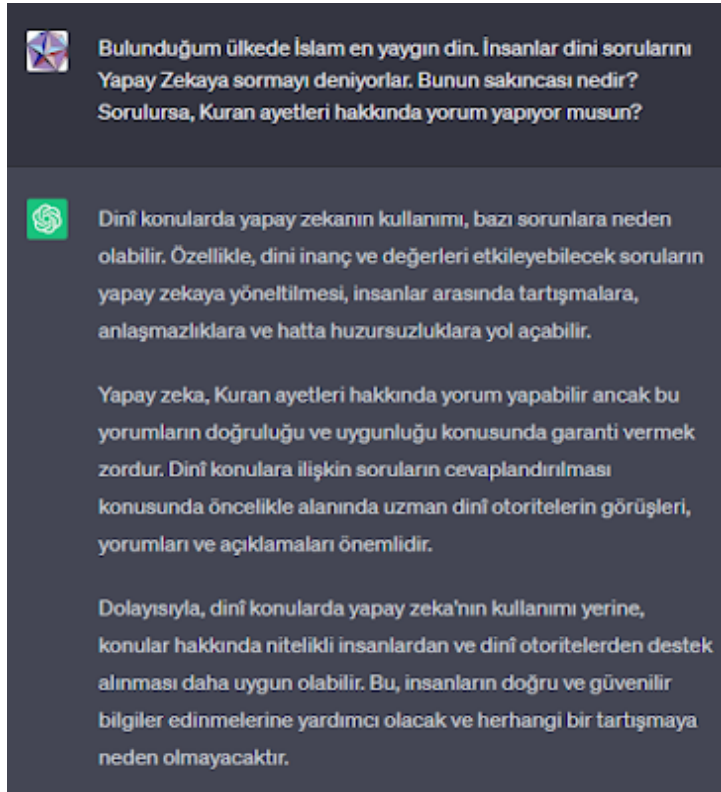 Bulunduğum ülkede İslam en yaygın din. İnsanlar dini sorularını
Yapay Zekaya sormayı deniyorlar. Bunun sakıncası nedir?
Sorulursa, Kuran ayetleri hakkında yorum yapıyor musun?
Dinî konularda yapay zekanın kullanımı, bazı sorunlara neden
olabilir. Özellikle, dini inanç ve değerleri etkileyebilecek soruların
yapay zekaya yöneltilmesi, insanlar arasında tartışmalara,
anlaşmazlıklara ve hatta huzursuzluklara yol açabilir.
Yapay zeka, Kuran ayetleri hakkında yorum yapabilir ancak bu
yorumların doğruluğu ve uygunluğu konusunda garanti vermek
zordur. Dinî konulara ilişkin soruların cevaplandırılması
konusunda öncelikle alanında uzman dinî otoritelerin görüşleri,
yorumları ve açıklamaları önemlidir.
Dolayısıyla, dinî konularda yapay zeka'nın kullanımı yerine,
konular hakkında nitelikli insanlardan ve dinî otoritelerden destek
alınması daha uygun olabilir. Bu, insanların doğru ve güvenilir
bilgiler edinmelerine yardımcı olacak ve herhangi bir tartışmaya
neden olmayacaktır.